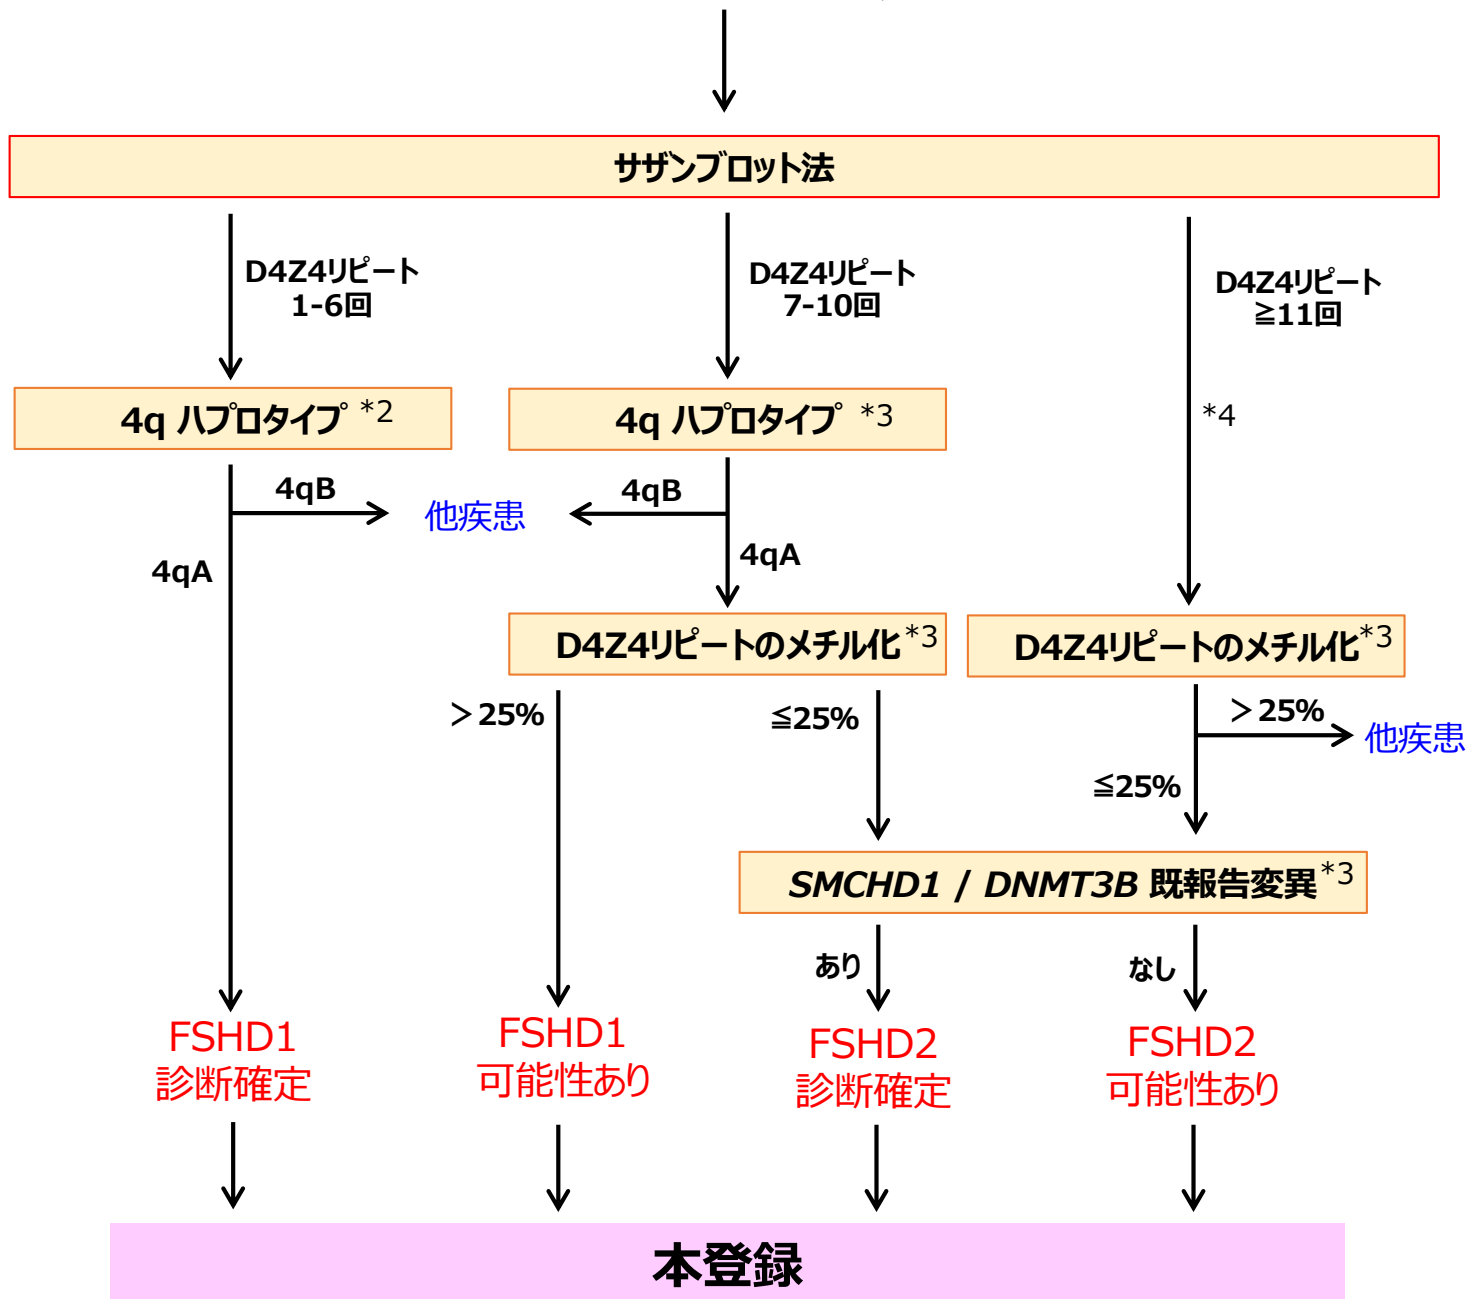 サザンブロット法
D4Z4リピート
1-6回
D4Z4リピート
7-10回
D4Z4リピート
≧11回
4q ハプロタイプ *2
4q ハプロタイプ *3
*4
4qB
他疾患
4qB
4qA
4qA
D4Z4リピートのメチル化*3
D4Z4リピートのメチル化*3
＞25%
≦25%
＞25%
他疾患
≦25%
SMCHD1 / DNMT3B 既報告変異*3
あり
なし
FSHD1
診断確定
FSHD1
可能性あり
FSHD2
診断確定
FSHD2
可能性あり
本登録